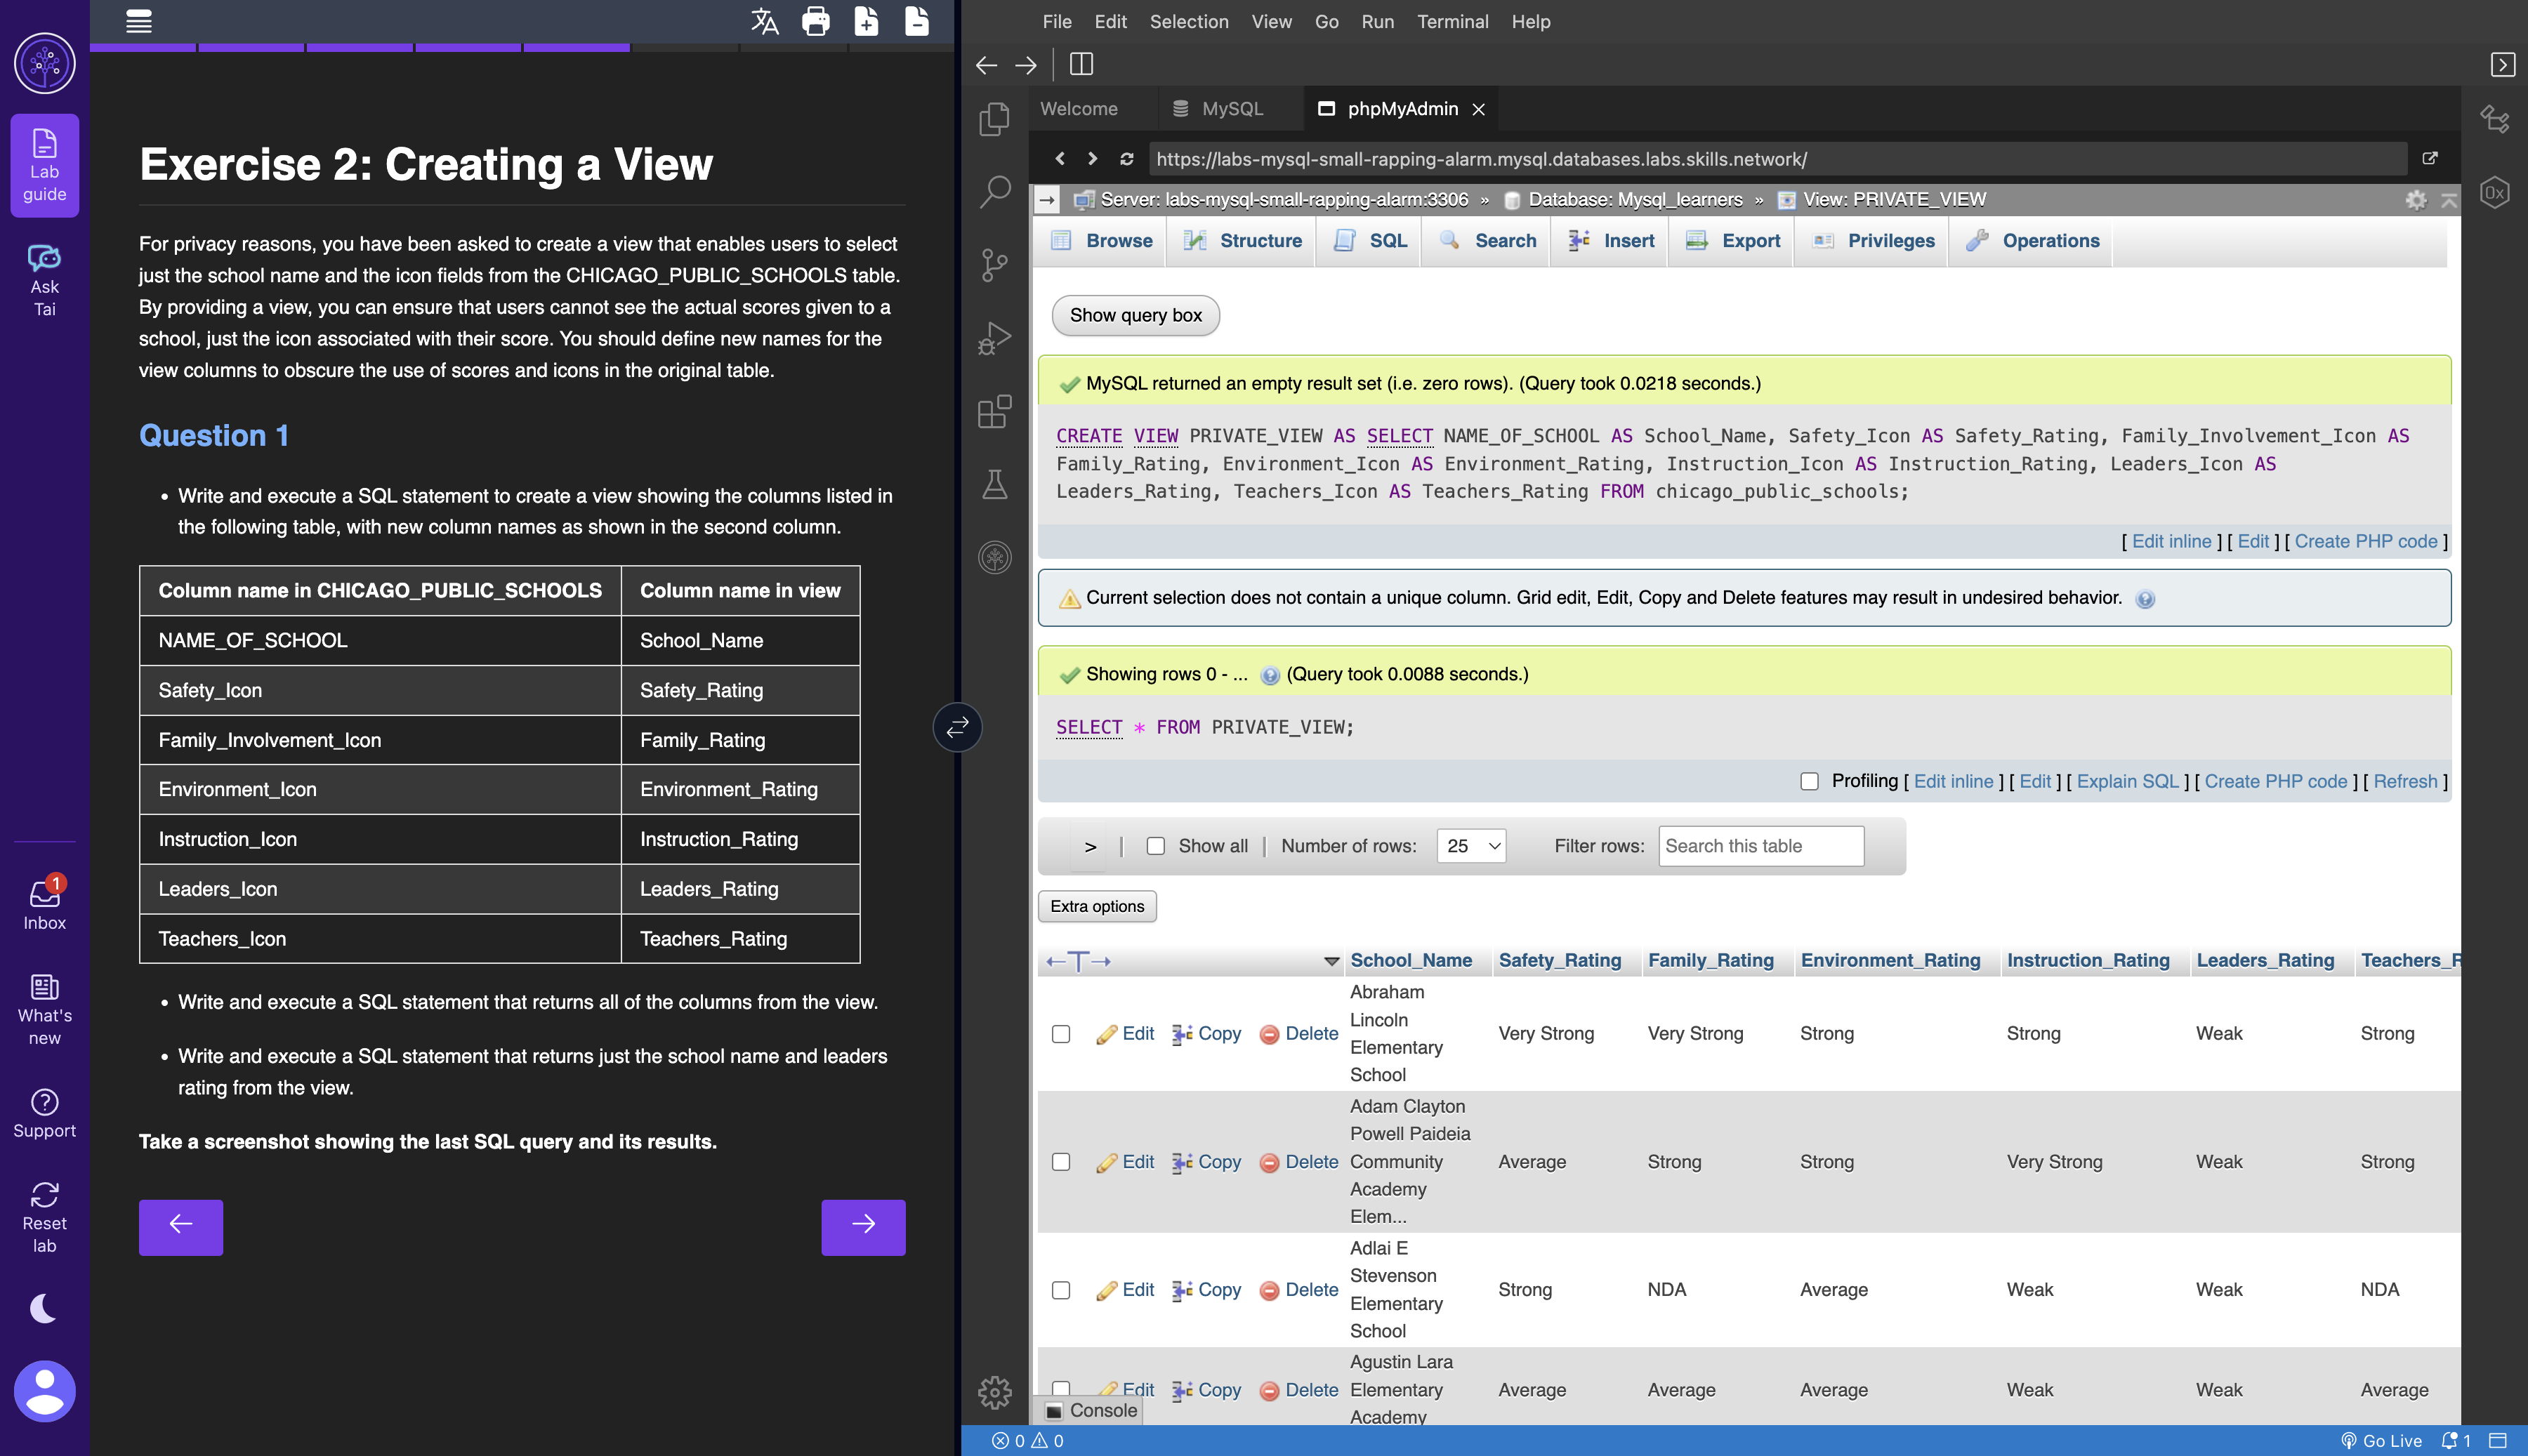 Lab
guide
Ask
Tai
1
Inbox
What's
new
Support
Reset
lab
Exercise 2: Creating a View
For privacy reasons, you have been asked to create a view that enables users to select
just the school name and the icon fields from the CHICAGO_PUBLIC_SCHOOLS table.
By providing a view, you can ensure that users cannot see the actual scores given to a
school, just the icon associated with their score. You should define new names for the
view columns to obscure the use of scores and icons in the original table.
Question 1
• Write and execute a SQL statement to create a view showing the columns listed in
the following table, with new column names as shown in the second column.
Column name in CHICAGO_PUBLIC_SCHOOLS Column name in view
NAME_OF_SCHOOL School_Name
Safety_Icon Safety_Rating
Family_Involvement_Icon Family_Rating
Environment_Icon Environment_Rating
Instruction_Icon Instruction_Rating
Leaders_Icon Leaders_Rating
Teachers_Icon Teachers_Rating
• Write and execute a SQL statement that returns all of the columns from the view.
• Write and execute a SQL statement that returns just the school name and leaders
rating from the view.
Take a screenshot showing the last SQL query and its results.
File Edit Selection View Go Run Terminal Help
Welcome MySQL phpMyAdmin
https://labs-mysql-small-rapping-alarm.mysql.databases.labs.skills.network/
Server: labs-mysql-small-rapping-alarm:3306 » Database: Mysql_learners » View: PRIVATE_VIEW
Browse Structure SQL Search Insert Export Privileges Operations
Show query box
MySQL returned an empty result set (i.e. zero rows). (Query took 0.0218 seconds.)
CREATE VIEW PRIVATE_VIEW AS SELECT NAME_OF_SCHOOL AS School_Name, Safety_Icon AS Safety_Rating, Family_Involvement_Icon AS
Family_Rating, Environment_Icon AS Environment_Rating, Instruction_Icon AS Instruction_Rating, Leaders_Icon AS
Leaders_Rating, Teachers_Icon AS Teachers_Rating FROM chicago_public_schools;
[ Edit inline ] [ Edit ] [ Create PHP code ]
Current selection does not contain a unique column. Grid edit, Edit, Copy and Delete features may result in undesired behavior.
Showing rows 0 - ... (Query took 0.0088 seconds.)
SELECT * FROM PRIVATE_VIEW;
Profiling [ Edit inline ] [ Edit ] [ Explain SQL ] [ Create PHP code ] [ Refresh ]
> | Show all | Number of rows: 25 Filter rows: Search this table
Extra options
School_Name Safety_Rating Family_Rating Environment_Rating Instruction_Rating Leaders_Rating Teachers_R
Abraham
Lincoln
Elementary
School
Edit Copy Delete Very Strong Very Strong Strong Strong Weak Strong
Adam Clayton
Powell Paideia
Community
Academy
Elem...
Edit Copy Delete Average Strong Strong Very Strong Weak Strong
Adlai E
Stevenson
Elementary
School
Edit Copy Delete Strong NDA Average Weak Weak NDA
Agustin Lara
Elementary
Academy
Edit Copy Delete Average Average Average Weak Weak Average
Console
0 0
Go Live 1
0x